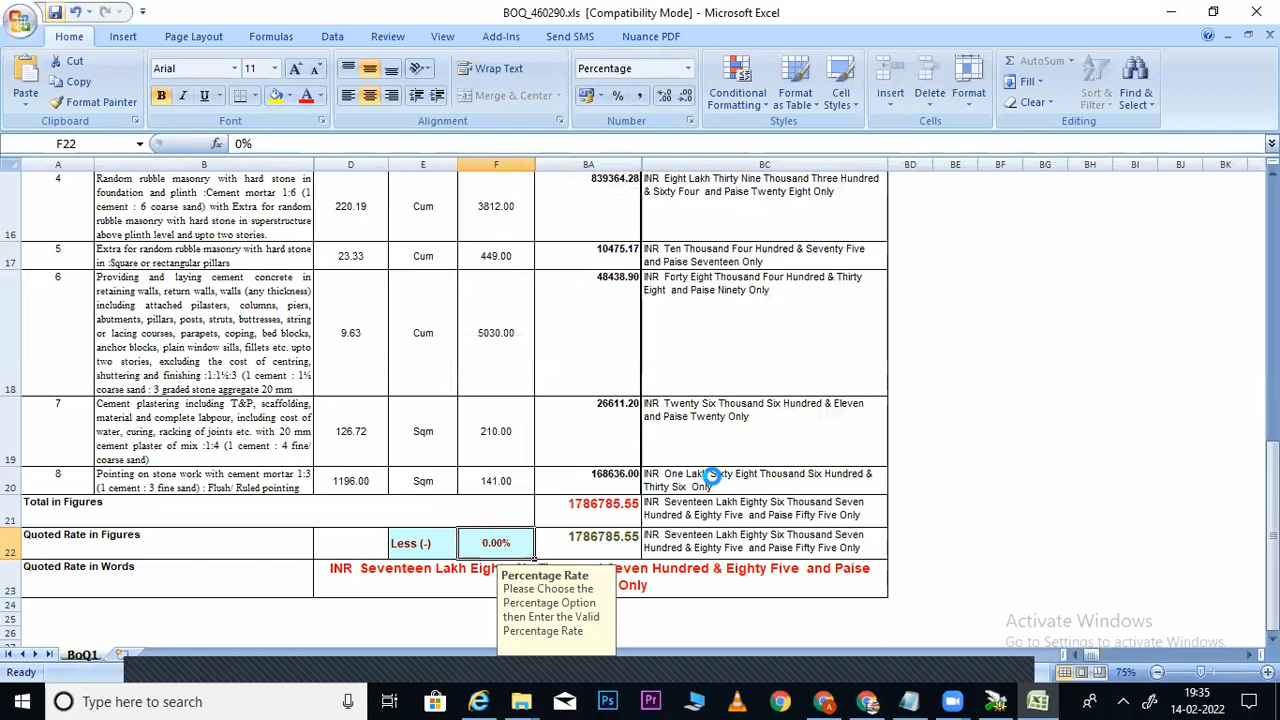 BOQ_460290.xls [Compatibility Mode] - Microsoft Excel
Home Insert Page Layout Formulas Data Review View Add-Ins Send SMS Nuance PDF
Paste
Cut
Copy
Format Painter
Clipboard
Arial 11
B I U
Font
Wrap Text
Merge & Center
Alignment
Percentage
Number
Conditional Formatting
Format as Table
Cell Styles
Styles
Insert Delete Format
Cells
AutoSum
Fill
Clear
Sort & Filter
Find & Select
Editing
F22 fx 0%
A B D E F BA BC BD BE BF BG BH BI BJ BK
16
4
Random rubble masonry with hard stone in
foundation and plinth :Cement mortar 1:6 (1
cement : 6 coarse sand) with Extra for random
rubble masonry with hard stone in superstructure
above plinth level and upto two stories.
220.19 Cum 3812.00 839364.28
INR Eight Lakh Thirty Nine Thousand Three Hundred
& Sixty Four and Paise Twenty Eight Only
17
5
Extra for random rubble masonry with hard stone
in :Square or rectangular pillars
23.33 Cum 449.00 10475.17
INR Ten Thousand Four Hundred & Seventy Five
and Paise Seventeen Only
18
6
Providing and laying cement concrete in
retaining walls, return walls, walls (any thickness)
including attached pilasters, columns, piers,
abutments, pillars, posts, struts, buttresses, string
or lacing courses, parapets, coping, bed blocks,
anchor blocks, plain window sills, fillets etc. upto
two stories, excluding the cost of centring,
shuttering and finishing :1:1½:3 (1 cement : 1½
coarse sand : 3 graded stone aggregate 20 mm
9.63 Cum 5030.00 48438.90
INR Forty Eight Thousand Four Hundred & Thirty
Eight and Paise Ninety Only
19
7
Cement plastering including T&P, scaffolding,
material and complete labpour, including cost of
water, curing, racking of joints etc. with 20 mm
cement plaster of mix :1:4 (1 cement : 4 fine/
coarse sand)
126.72 Sqm 210.00 26611.20
INR Twenty Six Thousand Six Hundred & Eleven
and Paise Twenty Only
20
8
Pointing on stone work with cement mortar 1:3
(1 cement : 3 fine sand) : Flush/ Ruled pointing
1196.00 Sqm 141.00 168636.00
INR One Lakh Sixty Eight Thousand Six Hundred &
Thirty Six Only
21
Total in Figures
1786785.55
INR Seventeen Lakh Eighty Six Thousand Seven
Hundred & Eighty Five and Paise Fifty Five Only
22
Quoted Rate in Figures
Less (-) 0.00% 1786785.55
INR Seventeen Lakh Eighty Six Thousand Seven
Hundred & Eighty Five and Paise Fifty Five Only
23
Quoted Rate in Words
INR Seventeen Lakh Seven Hundred & Eighty Five and Paise
Only
Percentage Rate
Please Choose the
Percentage Option
then Enter the Valid
Percentage Rate
24
25
26
Activate Windows
Go to Settings to activate Windows.
BoQ1
Ready
75%
Type here to search
Ps Pr
19:35
14-02-2022